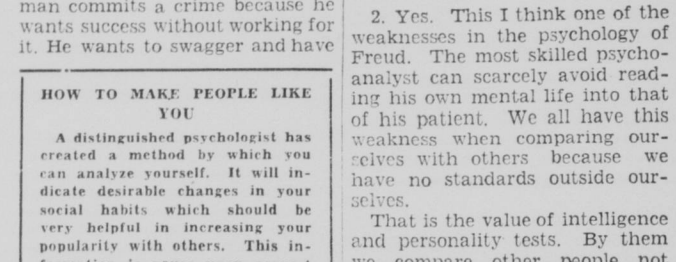 man commits a crime because he
wants success without working for
it. He wants to swagger and have
HOW TO MAKE PEOPLE LIKE
YOU
A distinguished psychologist has
created a method by which you
can analyze yourself. It will in-
dicate desirable changes in your
social habits which should be
very helpful in increasing your
popularity with others. This in-
2. Yes. This I think one of the
weaknesses in the psychology of
Freud. The most skilled psycho-
analyst can scarcely avoid read-
ing his own mental life into that
of his patient. We all have this
weakness when comparing our-
selves with others because we
have no standards outside our-
selves.
That is the value of intelligence
and personality tests. By them
we compare other people not